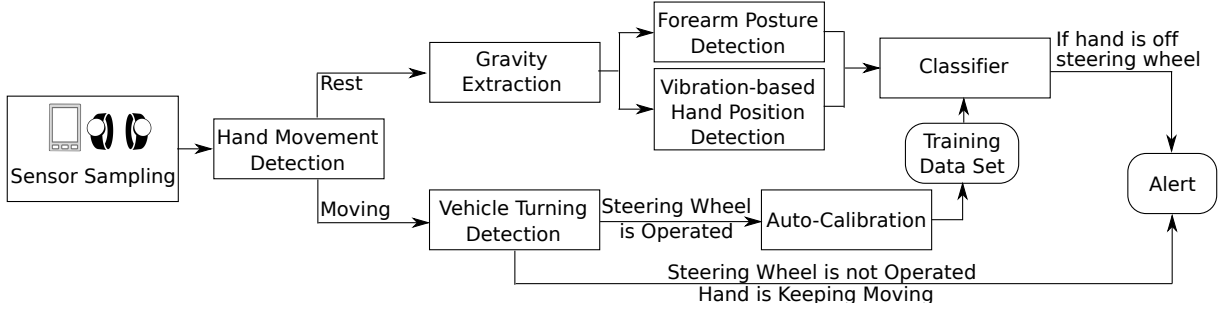 Sensor Sampling
Hand Movement
Detection
Rest
Moving
Gravity
Extraction
Forearm Posture
Detection
Vibration-based
Hand Position
Detection
Classifier
If hand is off
steering wheel
Training
Data Set
Alert
Vehicle Turning
Detection
Steering Wheel
is Operated
Auto-Calibration
Steering Wheel is not Operated
Hand is Keeping Moving